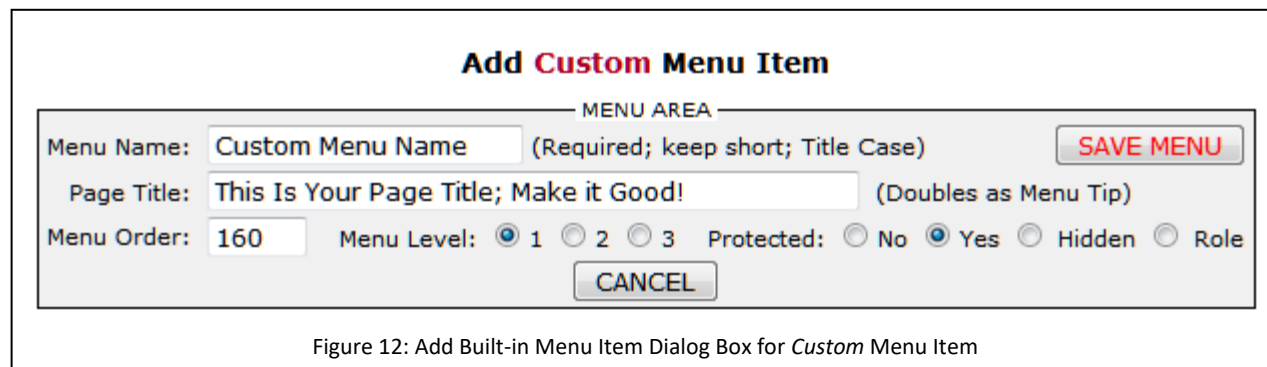 Add Custom Menu Item
MENU AREA
Menu Name: Custom Menu Name (Required; keep short; Title Case) SAVE MENU
Page Title: This Is Your Page Title; Make it Good! (Doubles as Menu Tip)
Menu Order: 160 Menu Level: 1 2 3 Protected: No Yes Hidden Role
CANCEL
Figure 12: Add Built-in Menu Item Dialog Box for Custom Menu Item